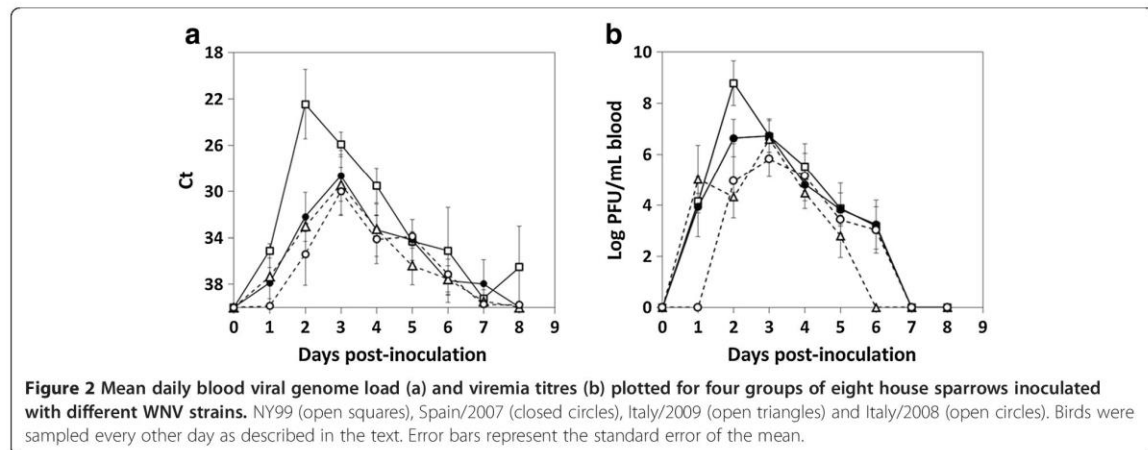 a
18
22
26
30
34
38
Ct
0 1 2 3 4 5 6 7 8 9
Days post-inoculation
b
10
8
6
4
2
0
Log PFU/mL blood
0 1 2 3 4 5 6 7 8 9
Days post-inoculation
Figure 2 Mean daily blood viral genome load (a) and viremia titres (b) plotted for four groups of eight house sparrows inoculated
with different WNV strains. NY99 (open squares), Spain/2007 (closed circles), Italy/2009 (open triangles) and Italy/2008 (open circles). Birds were
sampled every other day as described in the text. Error bars represent the standard error of the mean.